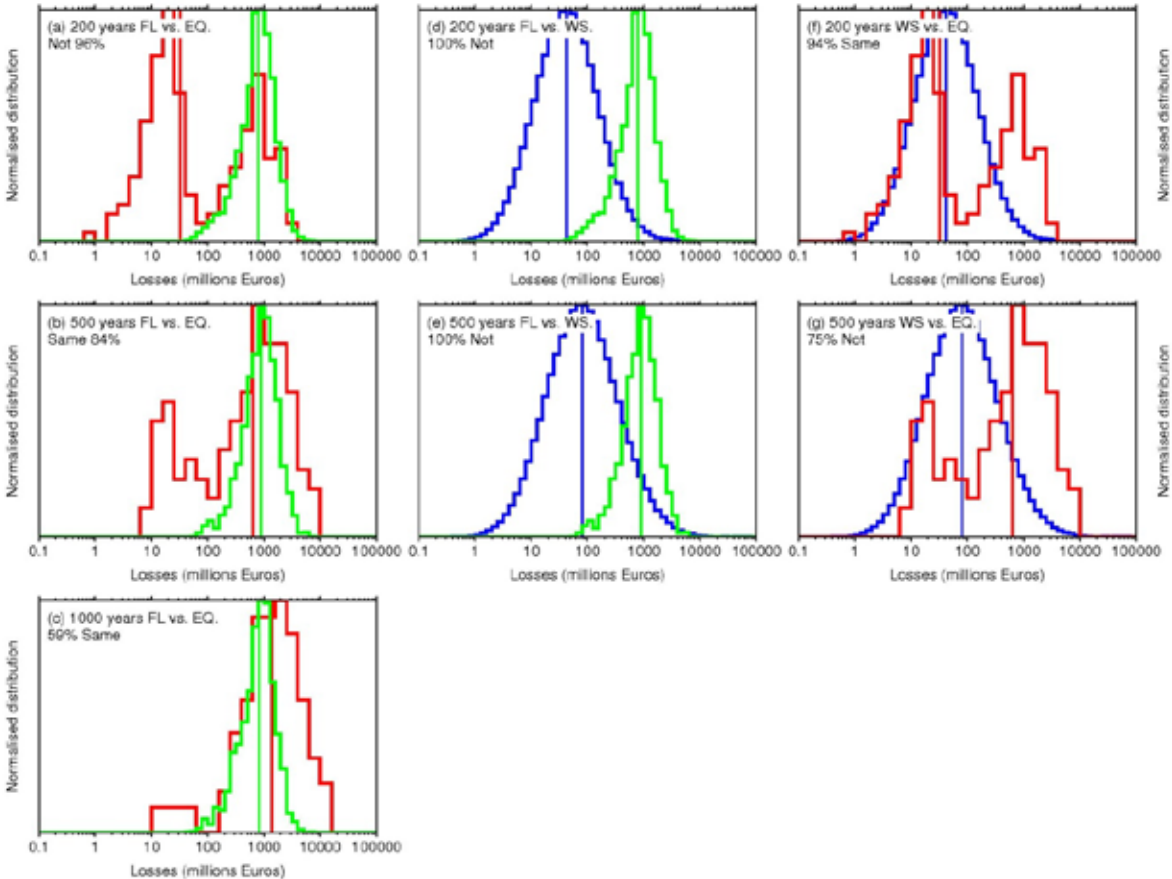 (a) 200 years FL vs. EQ.
Not 96%
Normalised distribution
0.1 1 10 100 1000 10000 100000
Losses (millions Euros)
(d) 200 years FL vs. WS.
100% Not
0.1 1 10 100 1000 10000 100000
Losses (millions Euros)
(f) 200 years WS vs. EQ.
94% Same
Normalised distribution
0.1 1 10 100 1000 10000 100000
Losses (millions Euros)
(b) 500 years FL vs. EQ.
Same 84%
Normalised distribution
0.1 1 10 100 1000 10000 100000
Losses (millions Euros)
(e) 500 years FL vs. WS.
100% Not
0.1 1 10 100 1000 10000 100000
Losses (millions Euros)
(g) 500 years WS vs. EQ.
75% Not
Normalised distribution
0.1 1 10 100 1000 10000 100000
Losses (millions Euros)
(c) 1000 years FL vs. EQ.
59% Same
Normalised distribution
0.1 1 10 100 1000 10000 100000
Losses (millions Euros)